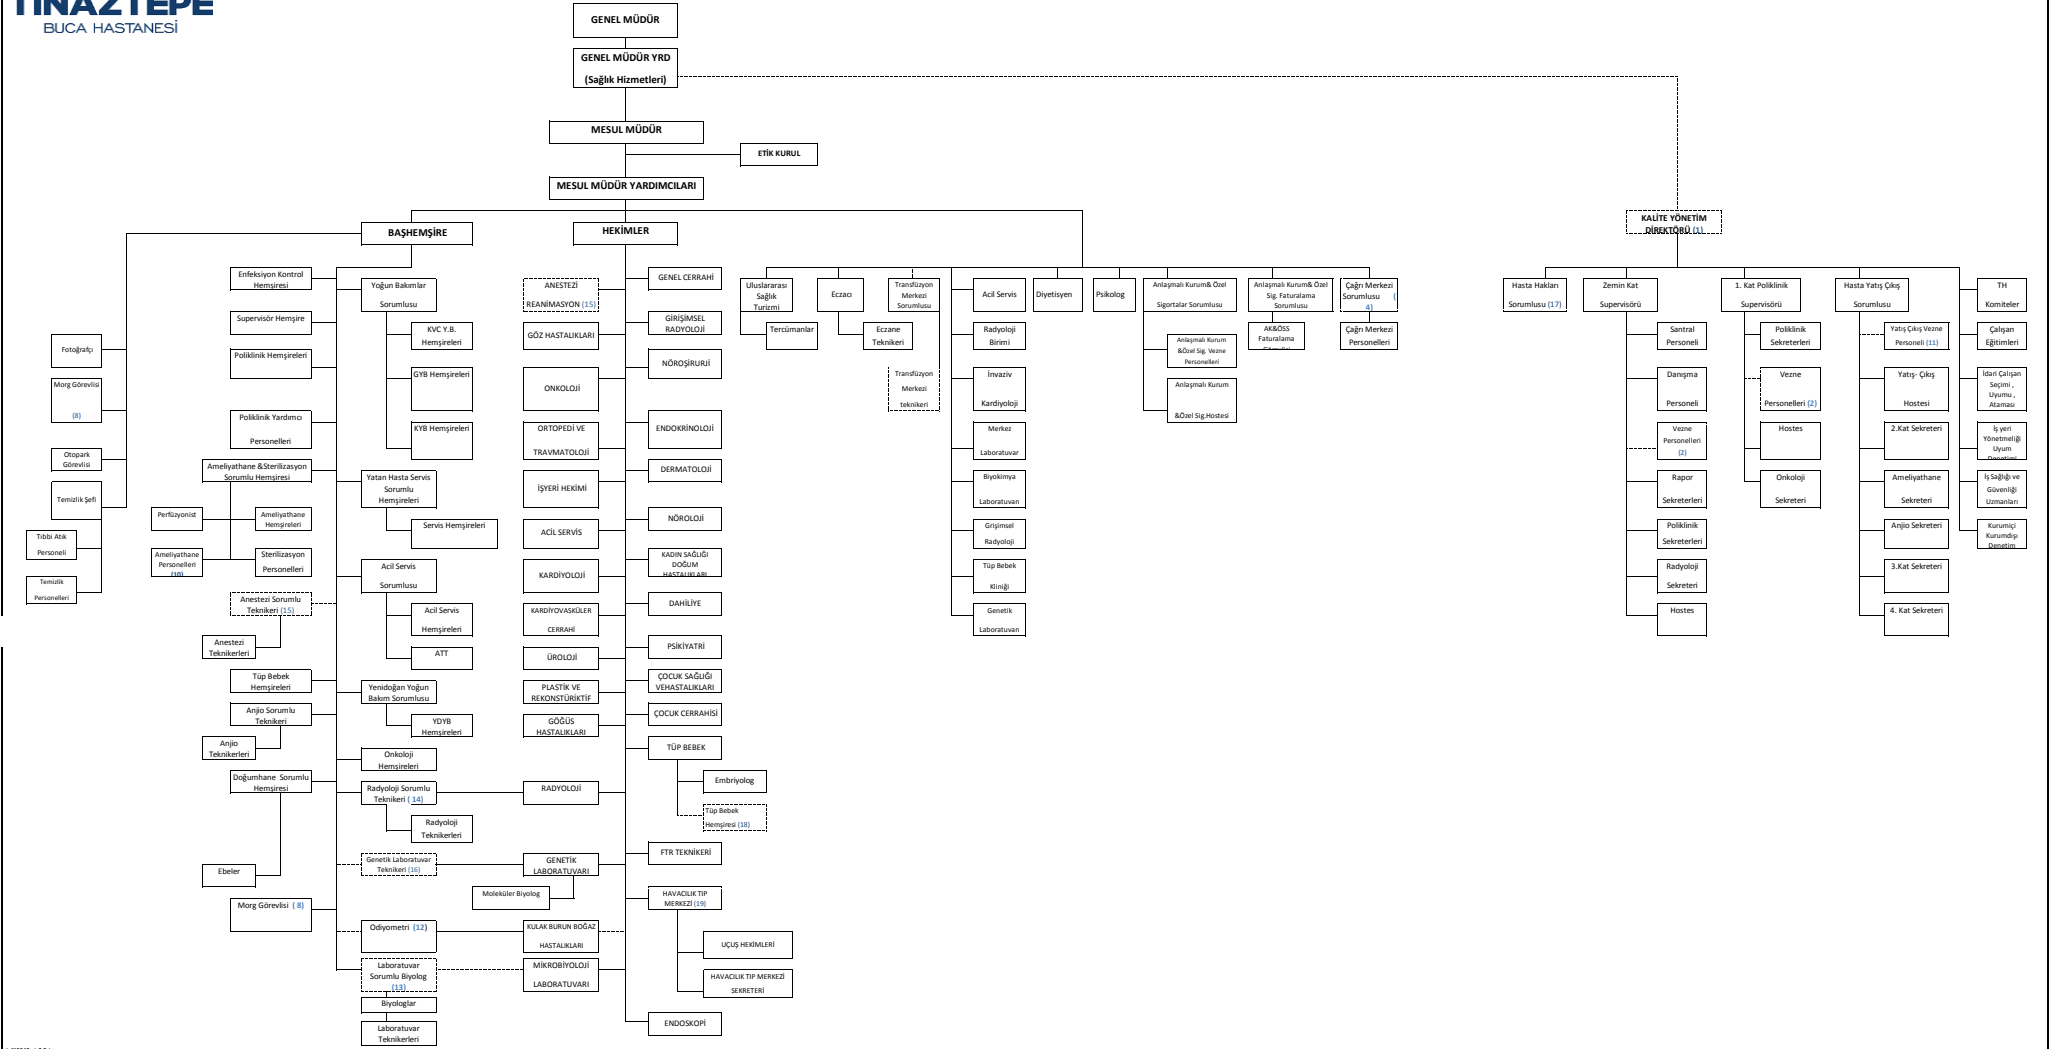 TINAZTEPE
BUCA HASTANESİ
GENEL MÜDÜR
GENEL MÜDÜR YRD
(Sağlık Hizmetleri)
MESUL MÜDÜR
ETİK KURUL
MESUL MÜDÜR YARDIMCILARI
BAŞHEMŞİRE
HEKİMLER
KALİTE YÖNETİM
DİREKTÖRÜ (1)
Fotoğrafçı
Morg Görevlisi
(8)
Otopark
Görevlisi
Temizlik Şefi
Tıbbi Atık
Personeli
Temizlik
Personelleri
Enfeksiyon Kontrol
Hemşiresi
Supervisör Hemşire
Poliklinik Hemşireleri
Poliklinik Yardımcı
Personelleri
Ameliyathane &Sterilizasyon
Sorumlu Hemşiresi
Perfüzyonist
Ameliyathane
Hemşireleri
Ameliyathane
Personelleri
(10)
Sterilizasyon
Personelleri
Anestezi Sorumlu
Teknikeri (15)
Anestezi
Teknikerleri
Tüp Bebek
Hemşireleri
Anjio Sorumlu
Teknikeri
Anjio
Teknikerleri
Doğumhane Sorumlu
Hemşiresi
Ebeler
Morg Görevlisi ( 8)
Yoğun Bakımlar
Sorumlusu
KVC Y.B.
Hemşireleri
GYB Hemşireleri
KYB Hemşireleri
Yatan Hasta Servis
Sorumlu
Hemşireleri
Servis Hemşireleri
Acil Servis
Sorumlusu
Acil Servis
Hemşireleri
ATT
Yenidoğan Yoğun
Bakım Sorumlusu
YDYB
Hemşireleri
Onkoloji
Hemşireleri
Radyoloji Sorumlu
Teknikeri ( 14)
Radyoloji
Teknikerleri
Genetik Laboratuvar
Teknikeri (16)
Odiyometri (12)
Laboratuvar
Sorumlu Biyolog
(13)
Biyologlar
Laboratuvar
Teknikerleri
ANESTEZİ
REANİMASYON (15)
GÖZ HASTALIKLARI
ONKOLOJİ
ORTOPEDİ VE
TRAVMATOLOJİ
İŞYERİ HEKİMİ
ACİL SERVİS
KARDİYOLOJİ
KARDİYOVASKÜLER
CERRAHİ
ÜROLOJİ
PLASTİK VE
REKONSTÜRİKTİF
GÖĞÜS
HASTALIKLARI
RADYOLOJİ
GENETİK
LABORATUVARI
Moleküler Biyolog
KULAK BURUN BOĞAZ
HASTALIKLARI
MİKROBİYOLOJİ
LABORATUVARI
GENEL CERRAHİ
GİRİŞİMSEL
RADYOLOJİ
NÖROŞİRURJİ
ENDOKRİNOLOJİ
DERMATOLOJİ
NÖROLOJİ
KADIN SAĞLIĞI
DOĞUM
HASTALIKLARI
DAHİLİYE
PSİKİYATRİ
ÇOCUK SAĞLIĞI
VEHASTALIKLARI
ÇOCUK CERRAHİSİ
TÜP BEBEK
Embriyolog
Tüp Bebek
Hemşiresi (18)
FTR TEKNİKERİ
HAVACILIK TIP
MERKEZİ (19)
UÇUŞ HEKİMLERİ
HAVACILIK TIP MERKEZİ
SEKRETERİ
ENDOSKOPİ
Uluslararası
Sağlık
Turizmi
Tercümanlar
Eczacı
Eczane
Teknikeri
Transfüzyon
Merkezi
Sorumlusu
Transfüzyon
Merkezi
teknikeri
Acil Servis
Radyoloji
Birimi
İnvaziv
Kardiyoloji
Merkez
Laboratuvar
Biyokimya
Laboratuvarı
Grişimsel
Radyoloji
Tüp Bebek
Kliniği
Genetik
Laboratuvarı
Diyetisyen
Psikolog
Anlaşmalı Kurum& Özel
Sigortalar Sorumlusu
Anlaşmalı Kurum
&Özel Sig. Vezne
Personelleri
Anlaşmalı Kurum
&Özel Sig.Hostesi
Anlaşmalı Kurum& Özel
Sig. Faturalama
Sorumlusu
AK&ÖSS
Faturalama
Çağrı Merkezi
Sorumlusu (
4)
Çağrı Merkezi
Personelleri
Hasta Hakları
Sorumlusu (17)
Zemin Kat
Supervisörü
Santral
Personeli
Danışma
Personeli
Vezne
Personelleri
(2)
Rapor
Sekreterleri
Poliklinik
Sekreterleri
Radyoloji
Sekreteri
Hostes
1. Kat Poliklinik
Supervisörü
Poliklinik
Sekreterleri
Vezne
Personelleri (2)
Hostes
Onkoloji
Sekreteri
Hasta Yatış Çıkış
Sorumlusu
Yatış Çıkış Vezne
Personeli (11)
Yatış- Çıkış
Hostesi
2.Kat Sekreteri
Ameliyathane
Sekreteri
Anjio Sekreteri
3.Kat Sekreteri
4. Kat Sekreteri
TH
Komiteler
Çalışan
Eğitimleri
İdari Çalışan
Seçimi ,
Uyumu ,
Ataması
İş yeri
Yönetmeliği
Uyum
Denetimi
İş Sağlığı ve
Güvenliği
Uzmanları
Kurumiçi
Kurumdışı
Denetim